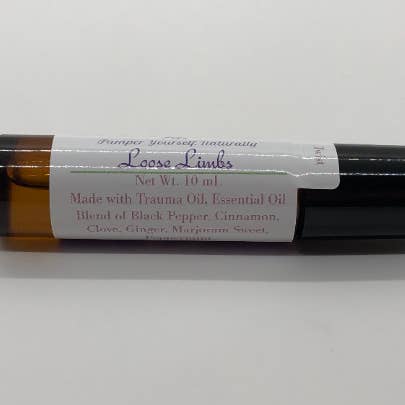 Pamper Yourself, Naturally
Loose Limbs
Net Wt. 10 mL
Made with Trauma Oil, Essential Oil
Blend of Black Pepper, Cinnamon,
Clove, Ginger, Marjoram Sweet,
Twist